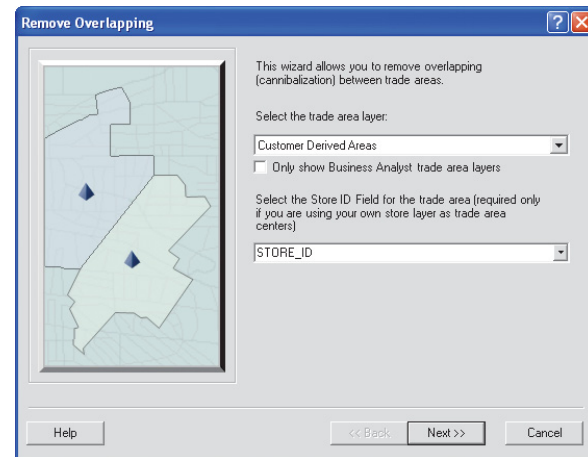 Remove Overlapping
This wizard allows you to remove overlapping
(cannibalization) between trade areas.
Select the trade area layer:
Customer Derived Areas
Only show Business Analyst trade area layers
Select the Store ID Field for the trade area (required only
if you are using your own store layer as trade area
centers)
STORE_ID
Help
<< Back
Next >>
Cancel